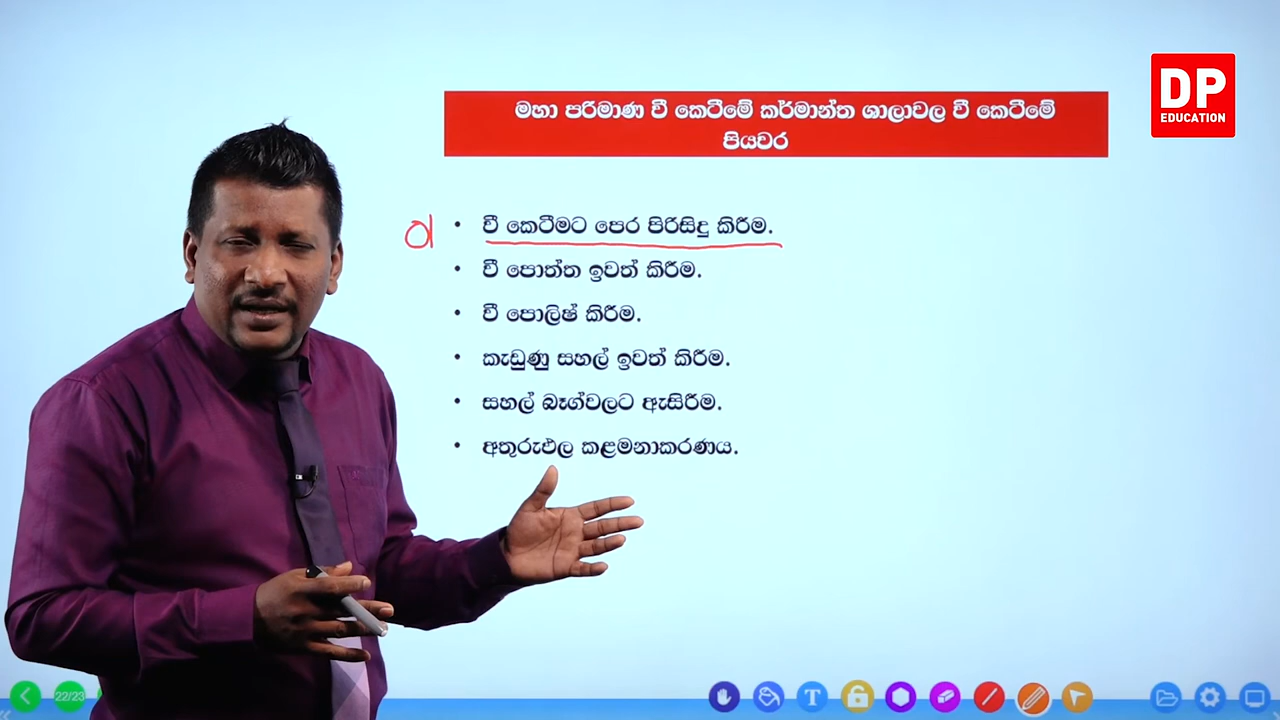 DP
EDUCATION
මහා පරිමාණ වී කෙටීමේ කර්මාන්ත ශාලාවල වී කෙටීමේ
පියවර
• වී කෙටීමට පෙර පිරිසිදු කිරීම.
• වී පොත්ත ඉවත් කිරීම.
• වී පොලිෂ් කිරීම.
• කැඩුණු සහල් ඉවත් කිරීම.
• සහල් බෑග්වලට ඇසිරීම.
• අතුරුඵල කළමනාකරණය.
22/23